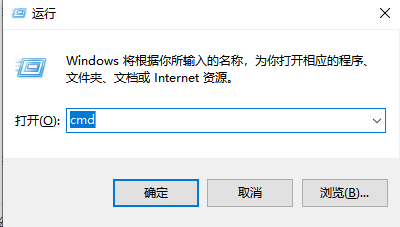 运行
Windows 将根据你所输入的名称，为你打开相应的程序、
文件夹、文档或 Internet 资源。
打开(O): cmd
确定 取消 浏览(B)...